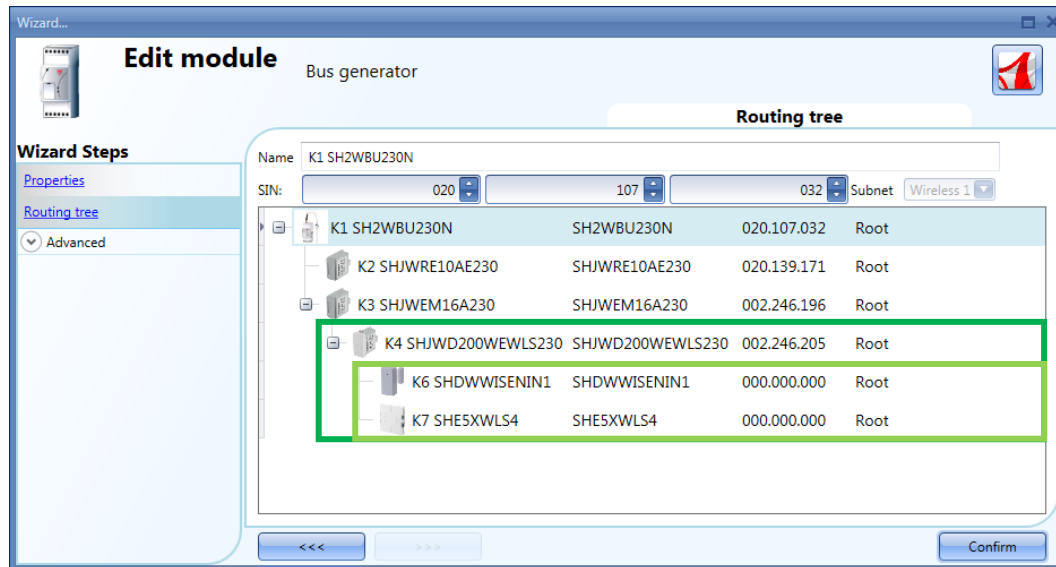 Wizard...
Edit module Bus generator
Routing tree
Wizard Steps
Properties
Routing tree
Advanced
Name K1 SH2WBU230N
SIN: 020 107 032 Subnet Wireless 1
K1 SH2WBU230N SH2WBU230N 020.107.032 Root
K2 SHJWRE10AE230 SHJWRE10AE230 020.139.171 Root
K3 SHJWEM16A230 SHJWEM16A230 002.246.196 Root
K4 SHJWD200WEWLS230 SHJWD200WEWLS230 002.246.205 Root
K6 SHDWWISENIN1 SHDWWISENIN1 000.000.000 Root
K7 SHE5XWLS4 SHE5XWLS4 000.000.000 Root
<<< >>> Confirm